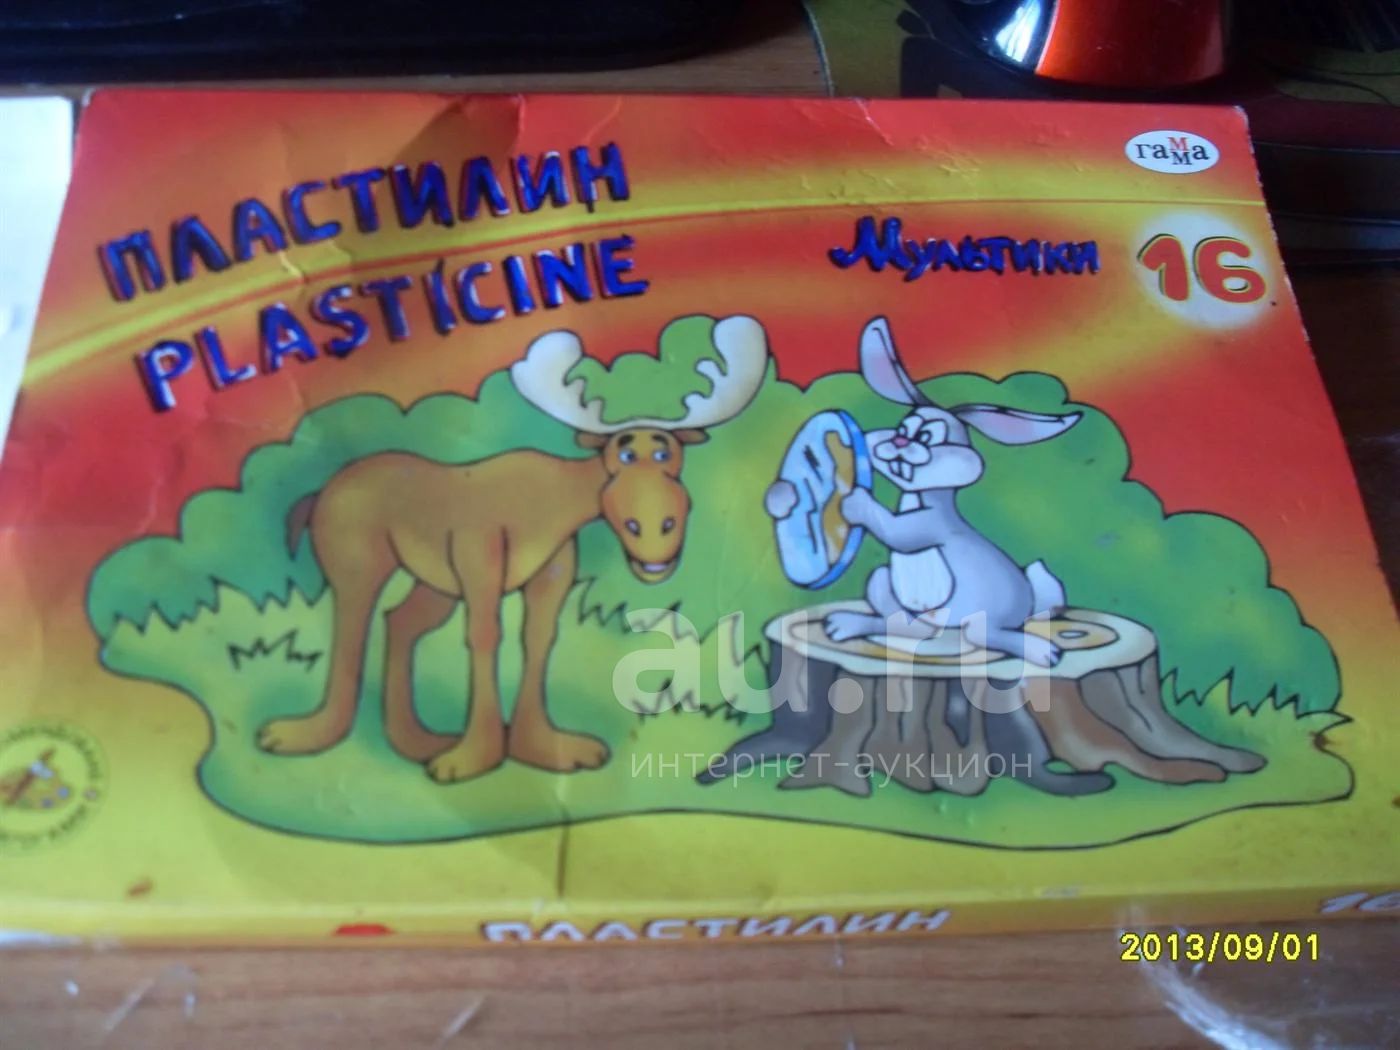 гамма
ПЛАСТИЛИН
PLASTICINE
Мультики
16
au.ru
интернет-аукцион
ПЛАСТИЛИН
16
2013/09/01